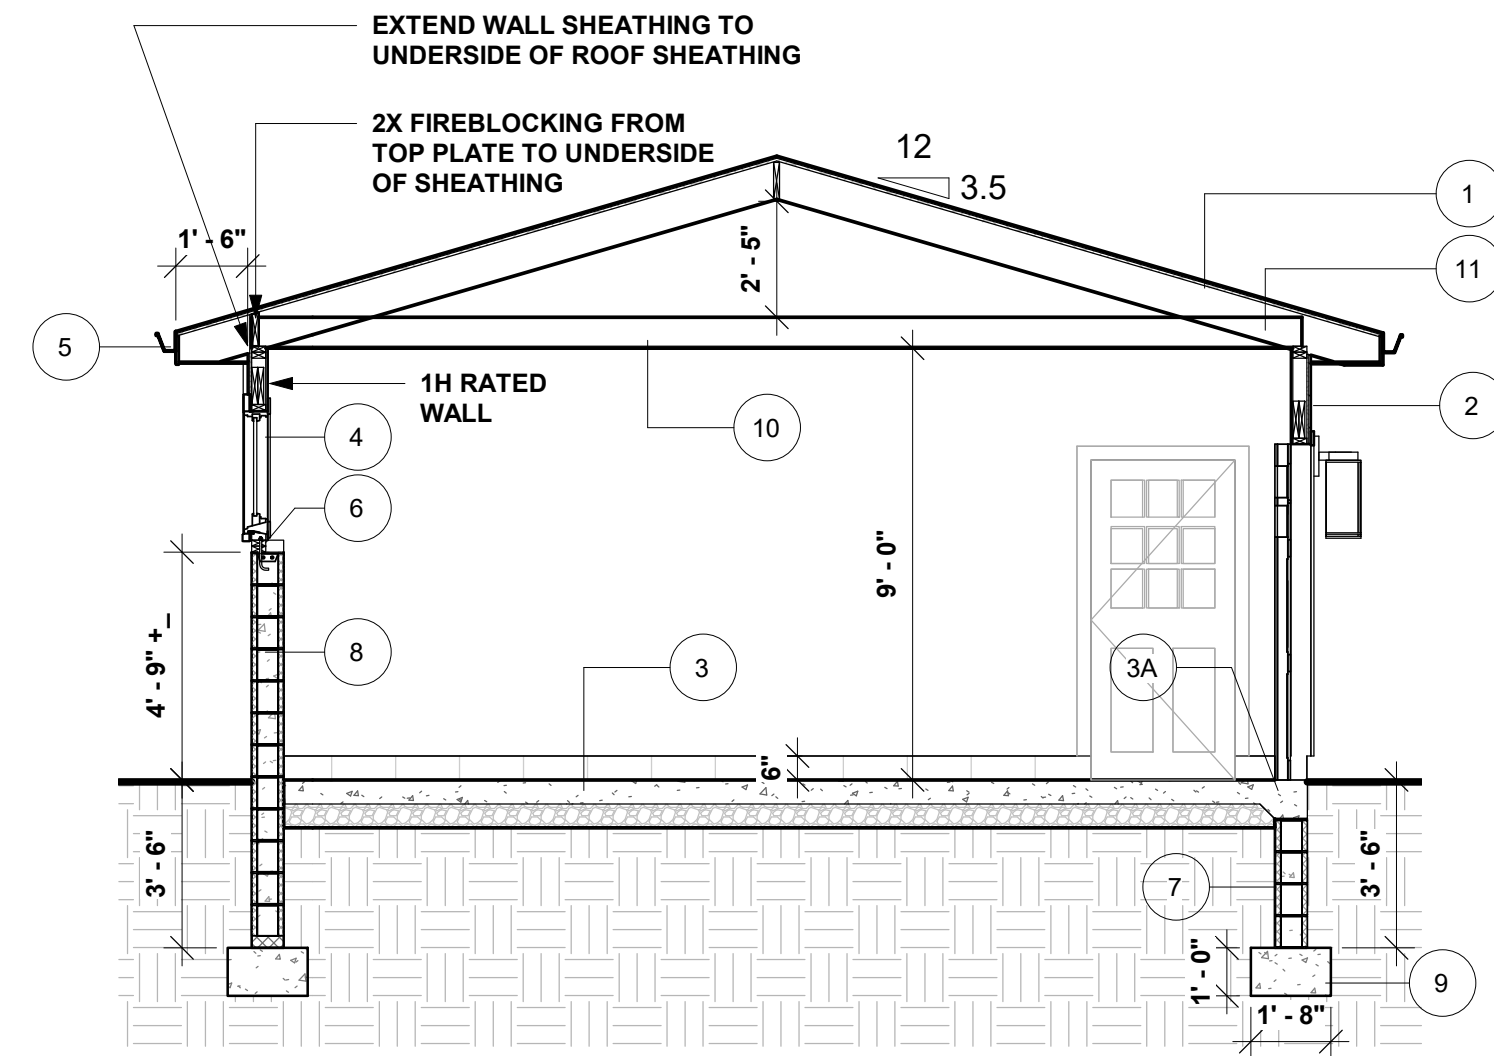 EXTEND WALL SHEATHING TO
UNDERSIDE OF ROOF SHEATHING
2X FIREBLOCKING FROM
TOP PLATE TO UNDERSIDE
OF SHEATHING
12
3.5
1
1' - 6"
2' - 5"
11
5
1H RATED
WALL
4
10
2
6
9' - 0"
4' - 9" +_
8
3
3A
6"
3' - 6"
7
3' - 6"
1' - 0"
9
1' - 8"